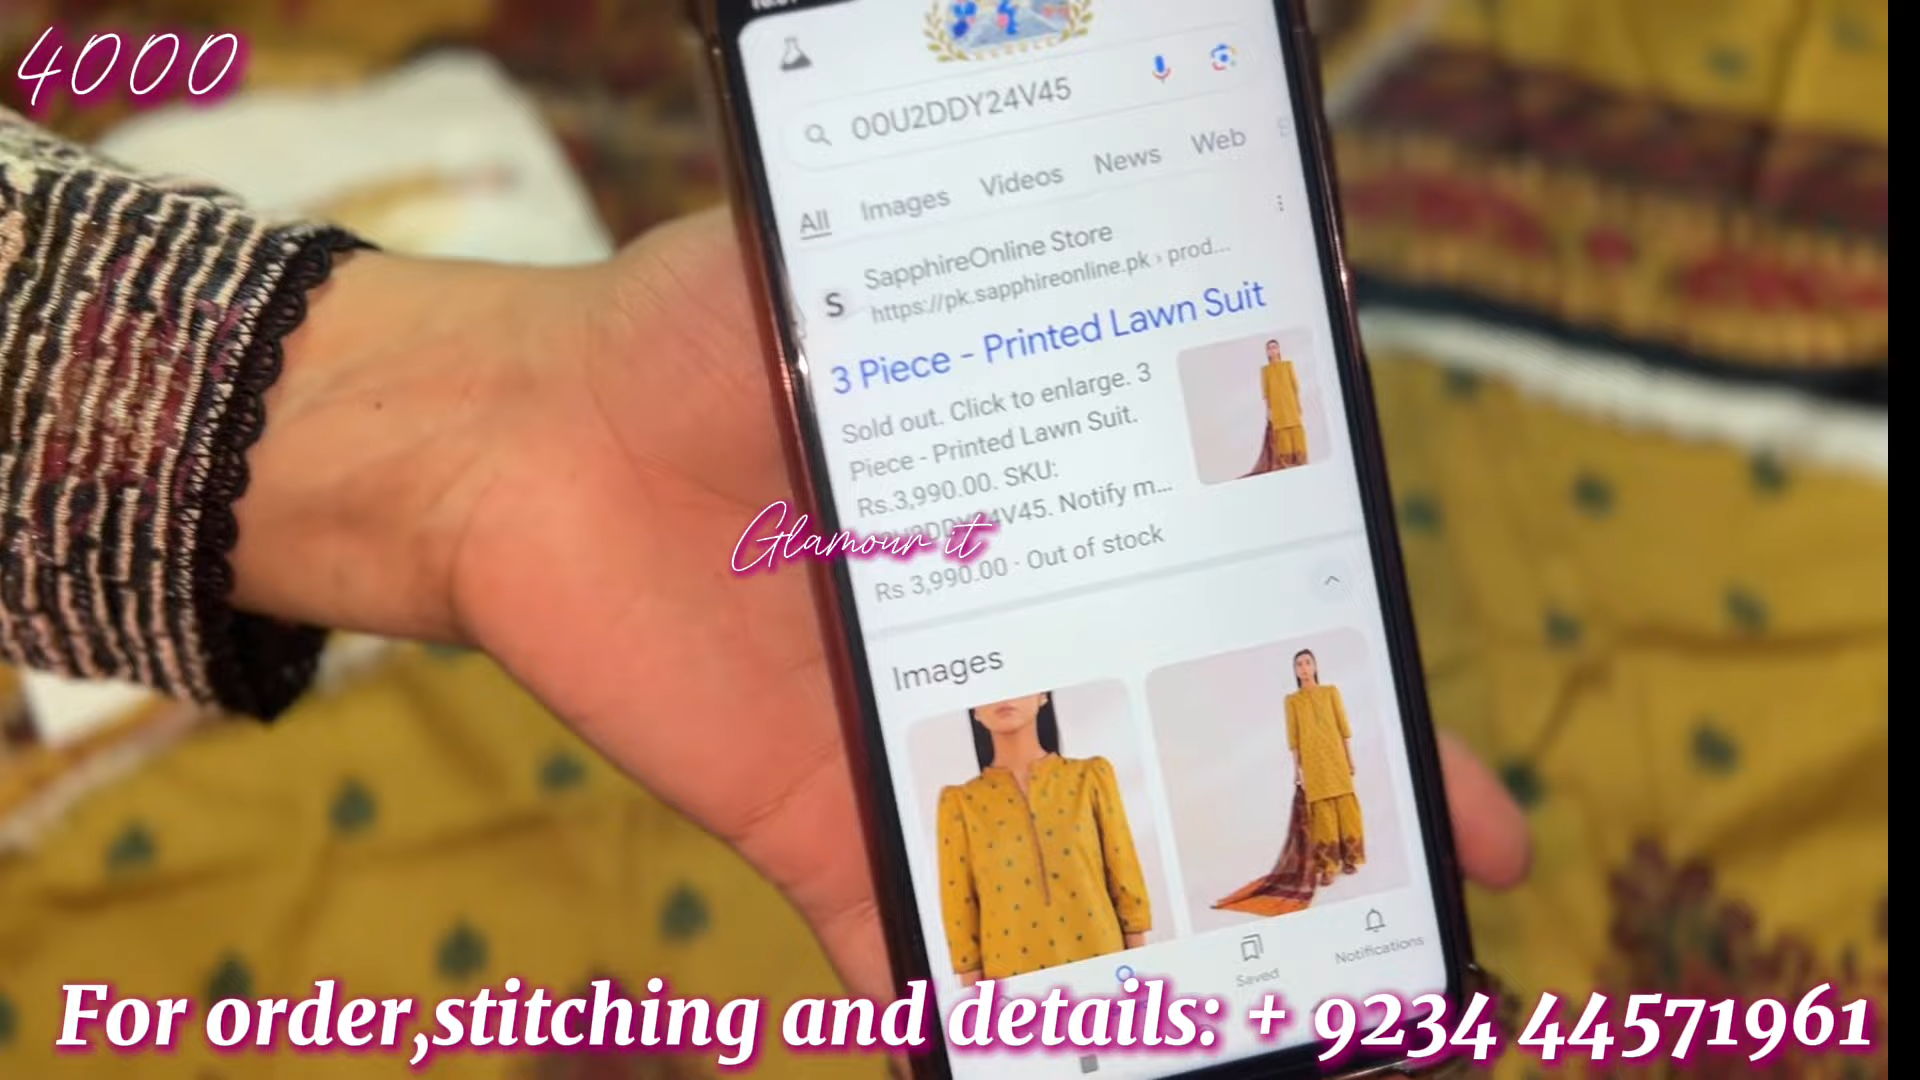 4000
00U2DDY24V45
All Images Videos News Web
SapphireOnline Store
https://pk.sapphireonline.pk › prod...
3 Piece - Printed Lawn Suit
Sold out. Click to enlarge. 3
Piece - Printed Lawn Suit.
Rs.3,990.00. SKU:
Notify m...
Rs 3,990.00 · Out of stock
Glamour it
Images
Saved
Notifications
For order,stitching and details: + 9234 44571961